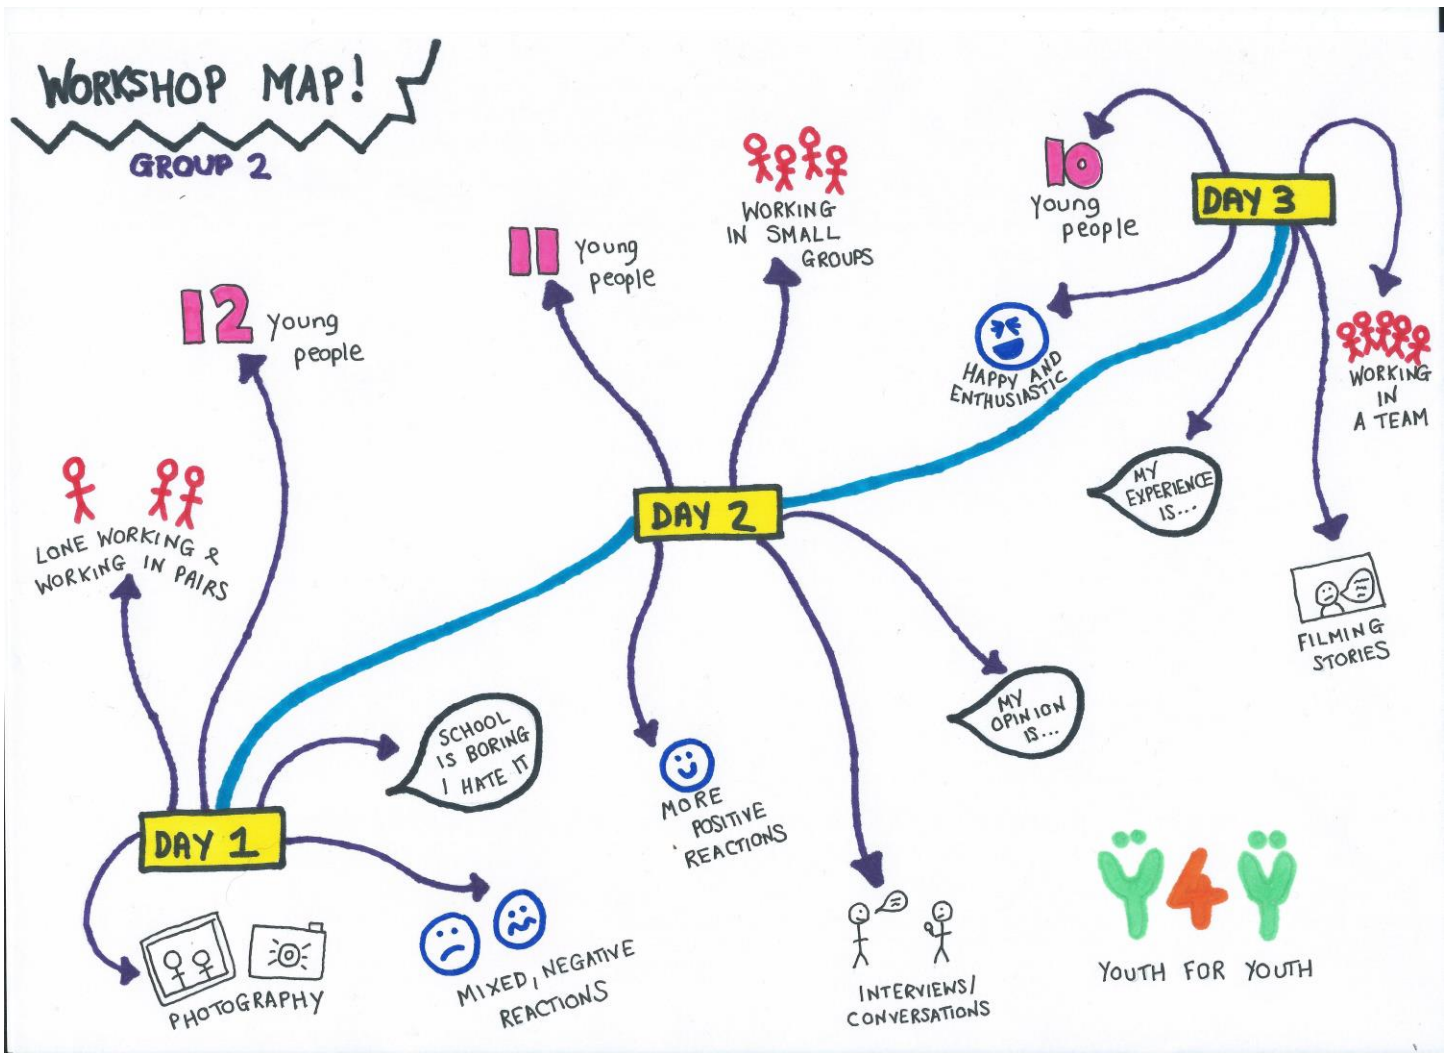 WORKSHOP MAP!
GROUP 2
12 young
people
LONE WORKING &
WORKING IN PAIRS
DAY 1
SCHOOL
IS BORING
I HATE IT
PHOTOGRAPHY
MIXED, NEGATIVE
REACTIONS
11 young
people
WORKING
IN SMALL
GROUPS
DAY 2
MORE
POSITIVE
REACTIONS
MY
OPINION
IS...
INTERVIEWS/
CONVERSATIONS
10
young
people
DAY 3
HAPPY AND
ENTHUSIASTIC
WORKING
IN
A TEAM
MY
EXPERIENCE
IS...
FILMING
STORIES
Y4Y
YOUTH FOR YOUTH